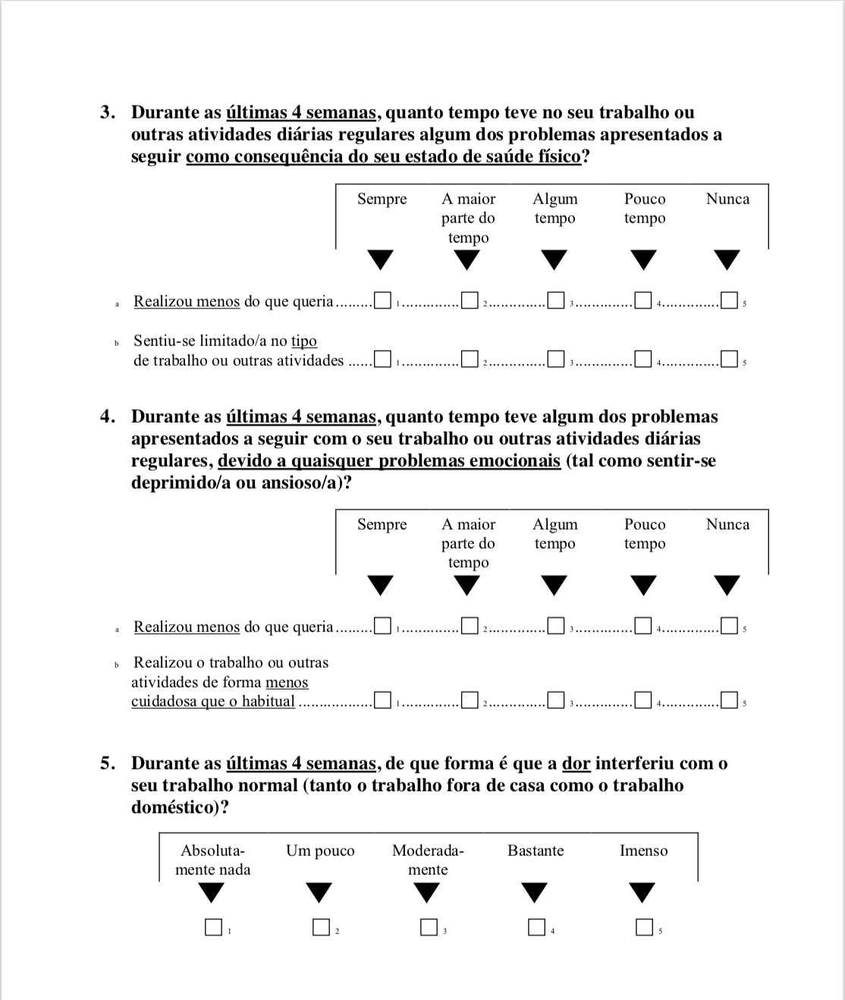 3. Durante as últimas 4 semanas, quanto tempo teve no seu trabalho ou
outras atividades diárias regulares algum dos problemas apresentados a
seguir como consequência do seu estado de saúde físico?
Sempre A maior Algum Pouco Nunca
parte do tempo tempo
tempo
a Realizou menos do que queria.........☐ 1..............☐ 2..............☐ 3..............☐ 4..............☐ 5
b Sentiu-se limitado/a no tipo
de trabalho ou outras atividades ......☐ 1..............☐ 2..............☐ 3..............☐ 4..............☐ 5
4. Durante as últimas 4 semanas, quanto tempo teve algum dos problemas
apresentados a seguir com o seu trabalho ou outras atividades diárias
regulares, devido a quaisquer problemas emocionais (tal como sentir-se
deprimido/a ou ansioso/a)?
Sempre A maior Algum Pouco Nunca
parte do tempo tempo
tempo
a Realizou menos do que queria.........☐ 1..............☐ 2..............☐ 3..............☐ 4..............☐ 5
b Realizou o trabalho ou outras
atividades de forma menos
cuidadosa que o habitual ..................☐ 1..............☐ 2..............☐ 3..............☐ 4..............☐ 5
5. Durante as últimas 4 semanas, de que forma é que a dor interferiu com o
seu trabalho normal (tanto o trabalho fora de casa como o trabalho
doméstico)?
Absoluta- Um pouco Moderada- Bastante Imenso
mente nada mente
☐ 1 ☐ 2 ☐ 3 ☐ 4 ☐ 5